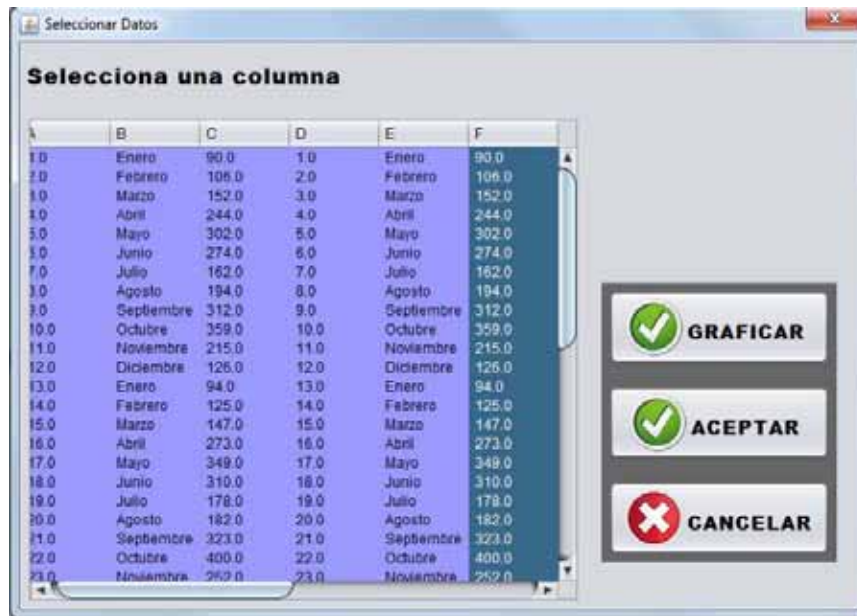 Seleccionar Datos
Selecciona una columna
A B C D E F
1.0 Enero 90.0 1.0 Enero 90.0
2.0 Febrero 106.0 2.0 Febrero 106.0
3.0 Marzo 152.0 3.0 Marzo 152.0
4.0 Abril 244.0 4.0 Abril 244.0
5.0 Mayo 302.0 5.0 Mayo 302.0
6.0 Junio 274.0 6.0 Junio 274.0
7.0 Julio 162.0 7.0 Julio 162.0
8.0 Agosto 194.0 8.0 Agosto 194.0
9.0 Septiembre 312.0 9.0 Septiembre 312.0
10.0 Octubre 359.0 10.0 Octubre 359.0
11.0 Noviembre 215.0 11.0 Noviembre 215.0
12.0 Diciembre 126.0 12.0 Diciembre 126.0
13.0 Enero 94.0 13.0 Enero 94.0
14.0 Febrero 125.0 14.0 Febrero 125.0
15.0 Marzo 147.0 15.0 Marzo 147.0
16.0 Abril 273.0 16.0 Abril 273.0
17.0 Mayo 349.0 17.0 Mayo 349.0
18.0 Junio 310.0 18.0 Junio 310.0
19.0 Julio 178.0 19.0 Julio 178.0
20.0 Agosto 182.0 20.0 Agosto 182.0
21.0 Septiembre 323.0 21.0 Septiembre 323.0
22.0 Octubre 400.0 22.0 Octubre 400.0
23.0 Noviembre 252.0 23.0 Noviembre 252.0
GRAFICAR
ACEPTAR
CANCELAR